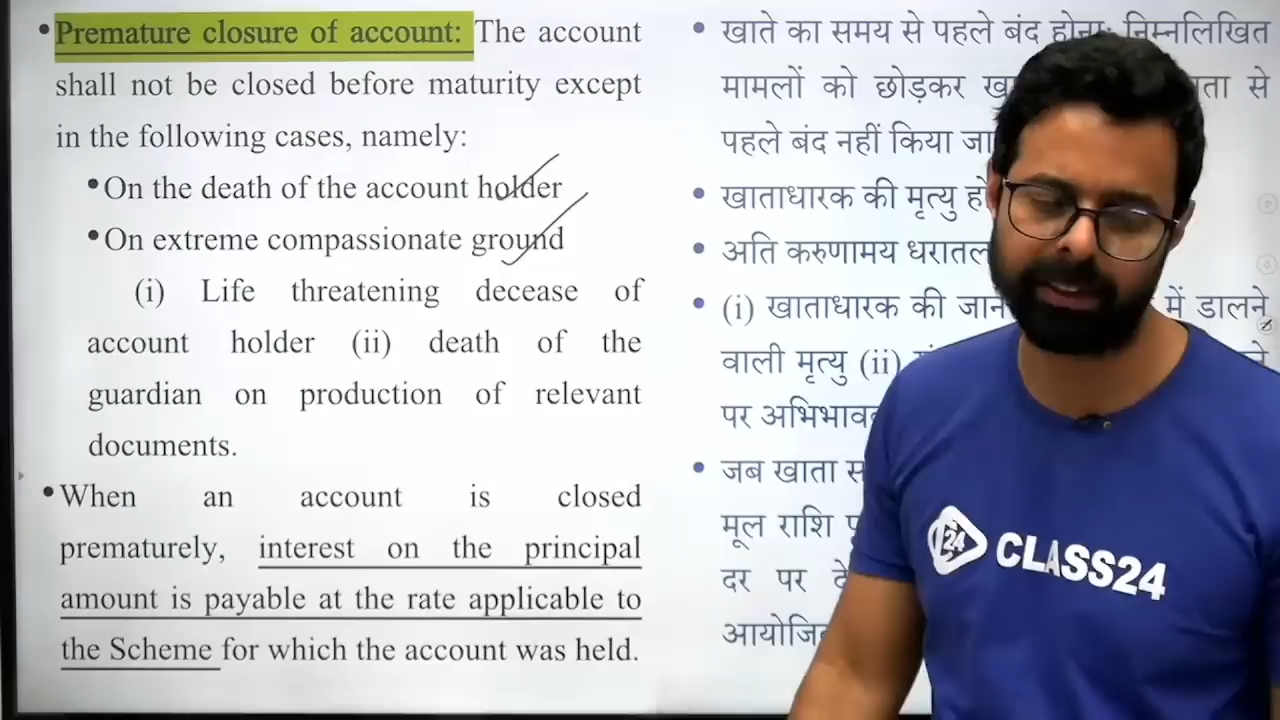 •Premature closure of account: The account
shall not be closed before maturity except
in the following cases, namely:
•On the death of the account holder
•On extreme compassionate ground
(i) Life threatening decease of
account holder (ii) death of the
guardian on production of relevant
documents.
•When an account is closed
prematurely, interest on the principal
amount is payable at the rate applicable to
the Scheme for which the account was held.
• खाते का समय से पहले बंद होना: निम्नलिखित
मामलों को छोड़कर से
पहले बंद नहीं किया
• खाताधारक की मृत्यु
• अति करुणामय धरातल
• (i) खाताधारक की में डालने
वाली मृत्यु (ii)
पर
• जब खाता
मूल राशि
दर पर
24
CLASS24